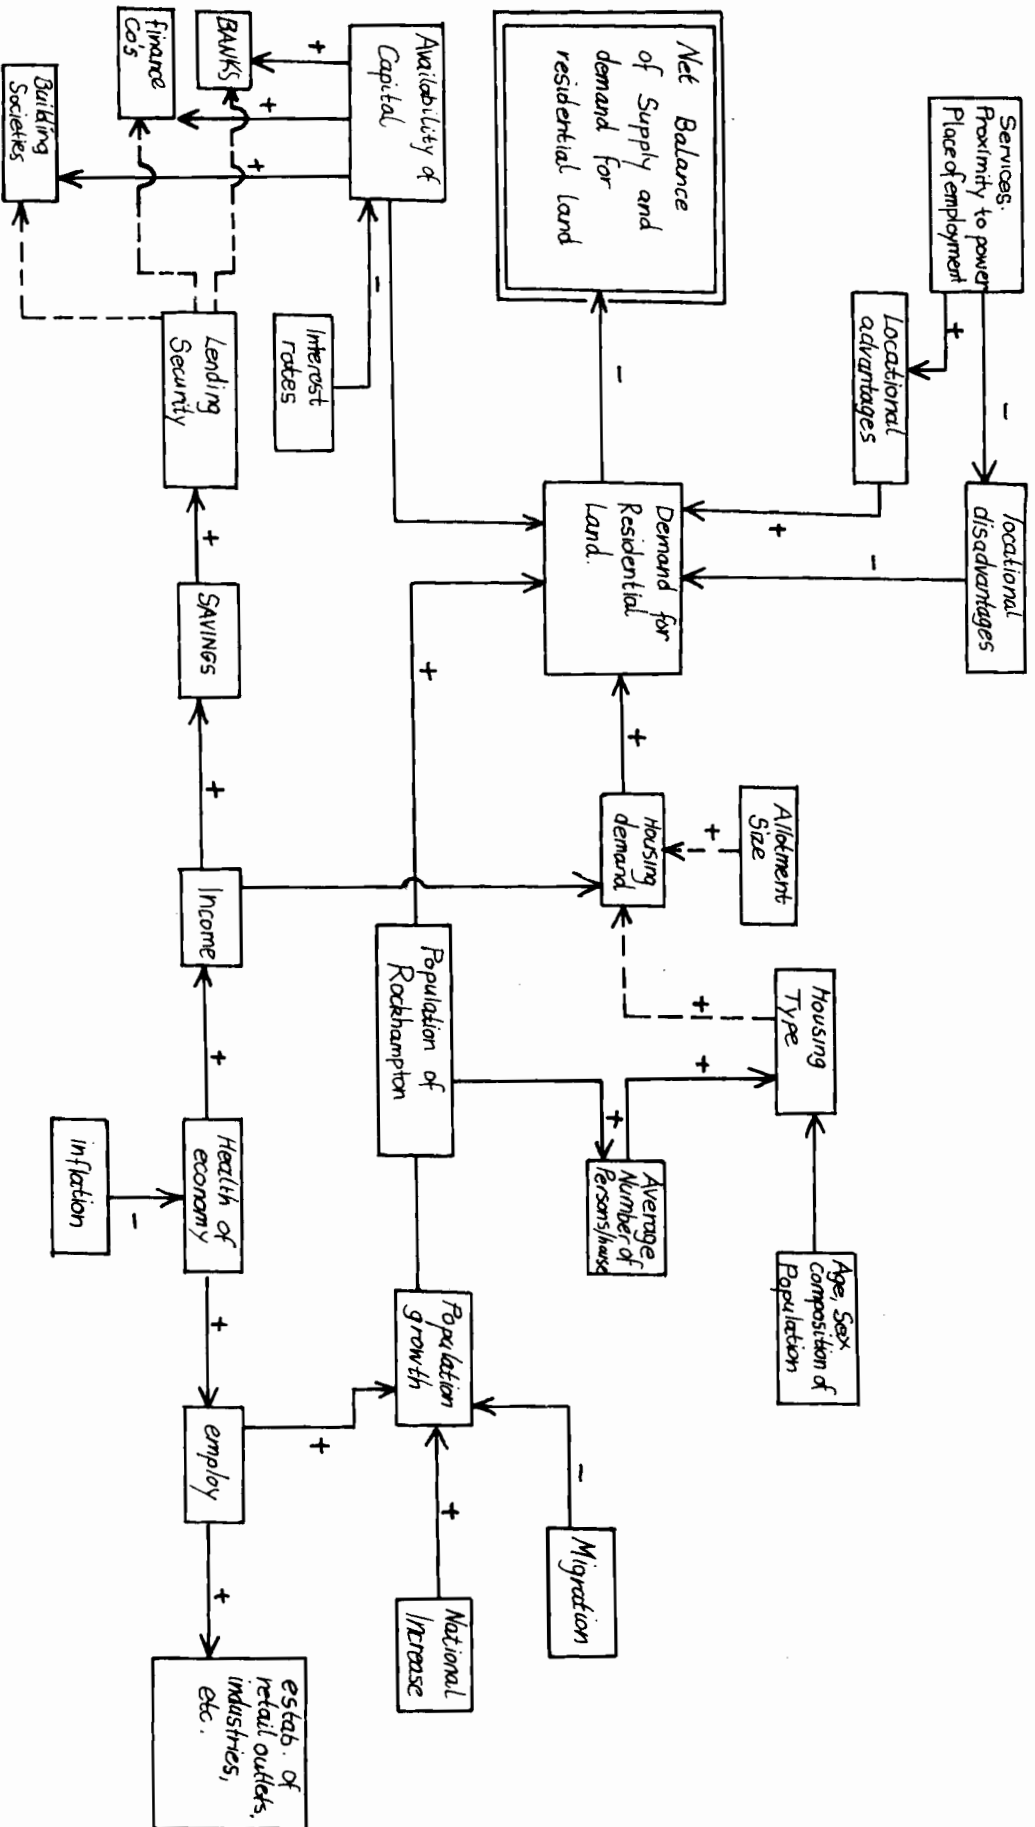 Services.
Proximity to power
Place of employment
−
locational
disadvantages
+
Locational
advantages
−
+
Age, Sex
composition of
Population
Housing
Type
Allotment
Size
+
+
+
Net Balance
of Supply and
demand for
residential land
−
Demand for
Residential
Land.
+
Housing
demand
+
Average
Number of
Persons/house
Migration
−
Availability of
Capital
+
Population of
Rockhampton
Population
growth
+
National
Increase
−
Interest
rates
+
+
+
+
BANKS
finance
Co's
Building
Societies
Lending
Security
+
SAVINGS
+
Income
+
Health of
economy
+
employ
+
estab. of
retail outlets,
industries,
etc.
−
inflation